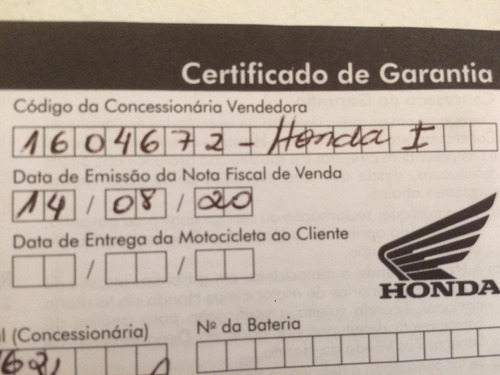 Certificado de Garantia
Código da Concessionária Vendedora
1604672 - Honda I
Data de Emissão da Nota Fiscal de Venda
14/08/20
Data de Entrega da Motocicleta ao Cliente
/ /
HONDA
(Concessionária)
Nº da Bateria